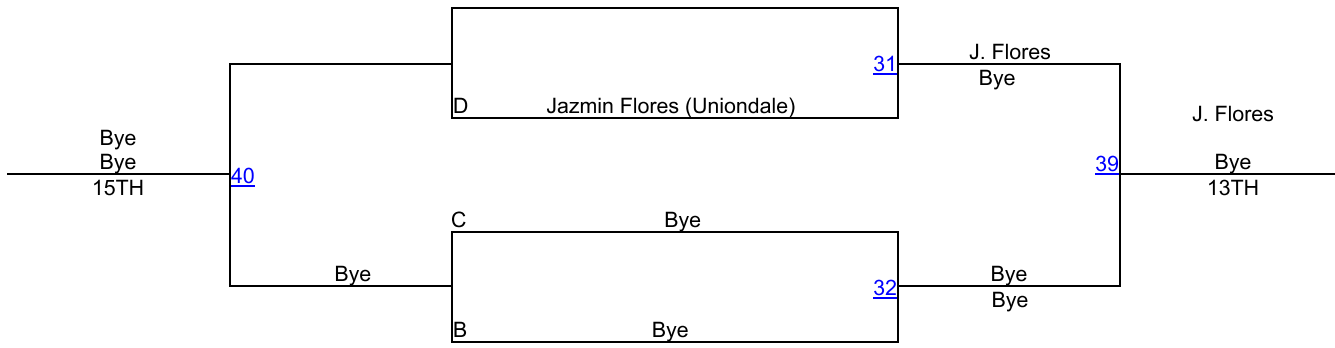 31
J. Flores
Bye
D Jazmin Flores (Uniondale)
J. Flores
Bye
Bye
15TH
40
39
Bye
13TH
C Bye
Bye
32
Bye
Bye
B Bye